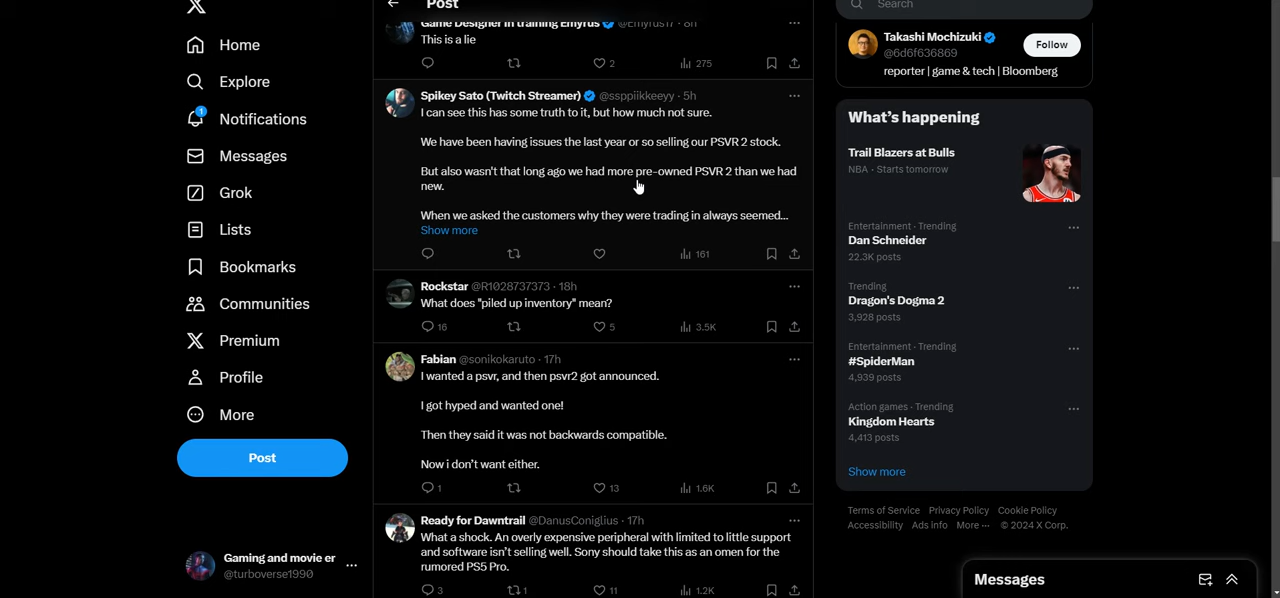 Home
Explore
1
Notifications
Messages
Grok
Lists
Bookmarks
Communities
Premium
Profile
More
Post
Gaming and movie er
@turboverse1990
Post
Game Designer in training Emyrus @Emyrus17 · 8h
This is a lie
2
275
Spikey Sato (Twitch Streamer) @ssppiikkeeyy · 5h
I can see this has some truth to it, but how much not sure.
We have been having issues the last year or so selling our PSVR 2 stock.
But also wasn't that long ago we had more pre-owned PSVR 2 than we had
new.
When we asked the customers why they were trading in always seemed...
Show more
161
Rockstar @R1028737373 · 18h
What does "piled up inventory" mean?
16
5
3.5K
Fabian @sonikokaruto · 17h
I wanted a psvr, and then psvr2 got announced.
I got hyped and wanted one!
Then they said it was not backwards compatible.
Now i don't want either.
1
13
1.6K
Ready for Dawntrail @DanusConiglius · 17h
What a shock. An overly expensive peripheral with limited to little support
and software isn't selling well. Sony should take this as an omen for the
rumored PS5 Pro.
3
1
11
1.2K
Search
Takashi Mochizuki
@6d6f636869
Follow
reporter | game & tech | Bloomberg
What's happening
Trail Blazers at Bulls
NBA · Starts tomorrow
Entertainment · Trending
Dan Schneider
22.3K posts
Trending
Dragon's Dogma 2
3,928 posts
Entertainment · Trending
#SpiderMan
4,939 posts
Action games · Trending
Kingdom Hearts
4,413 posts
Show more
Terms of Service Privacy Policy Cookie Policy
Accessibility Ads info More ··· © 2024 X Corp.
Messages